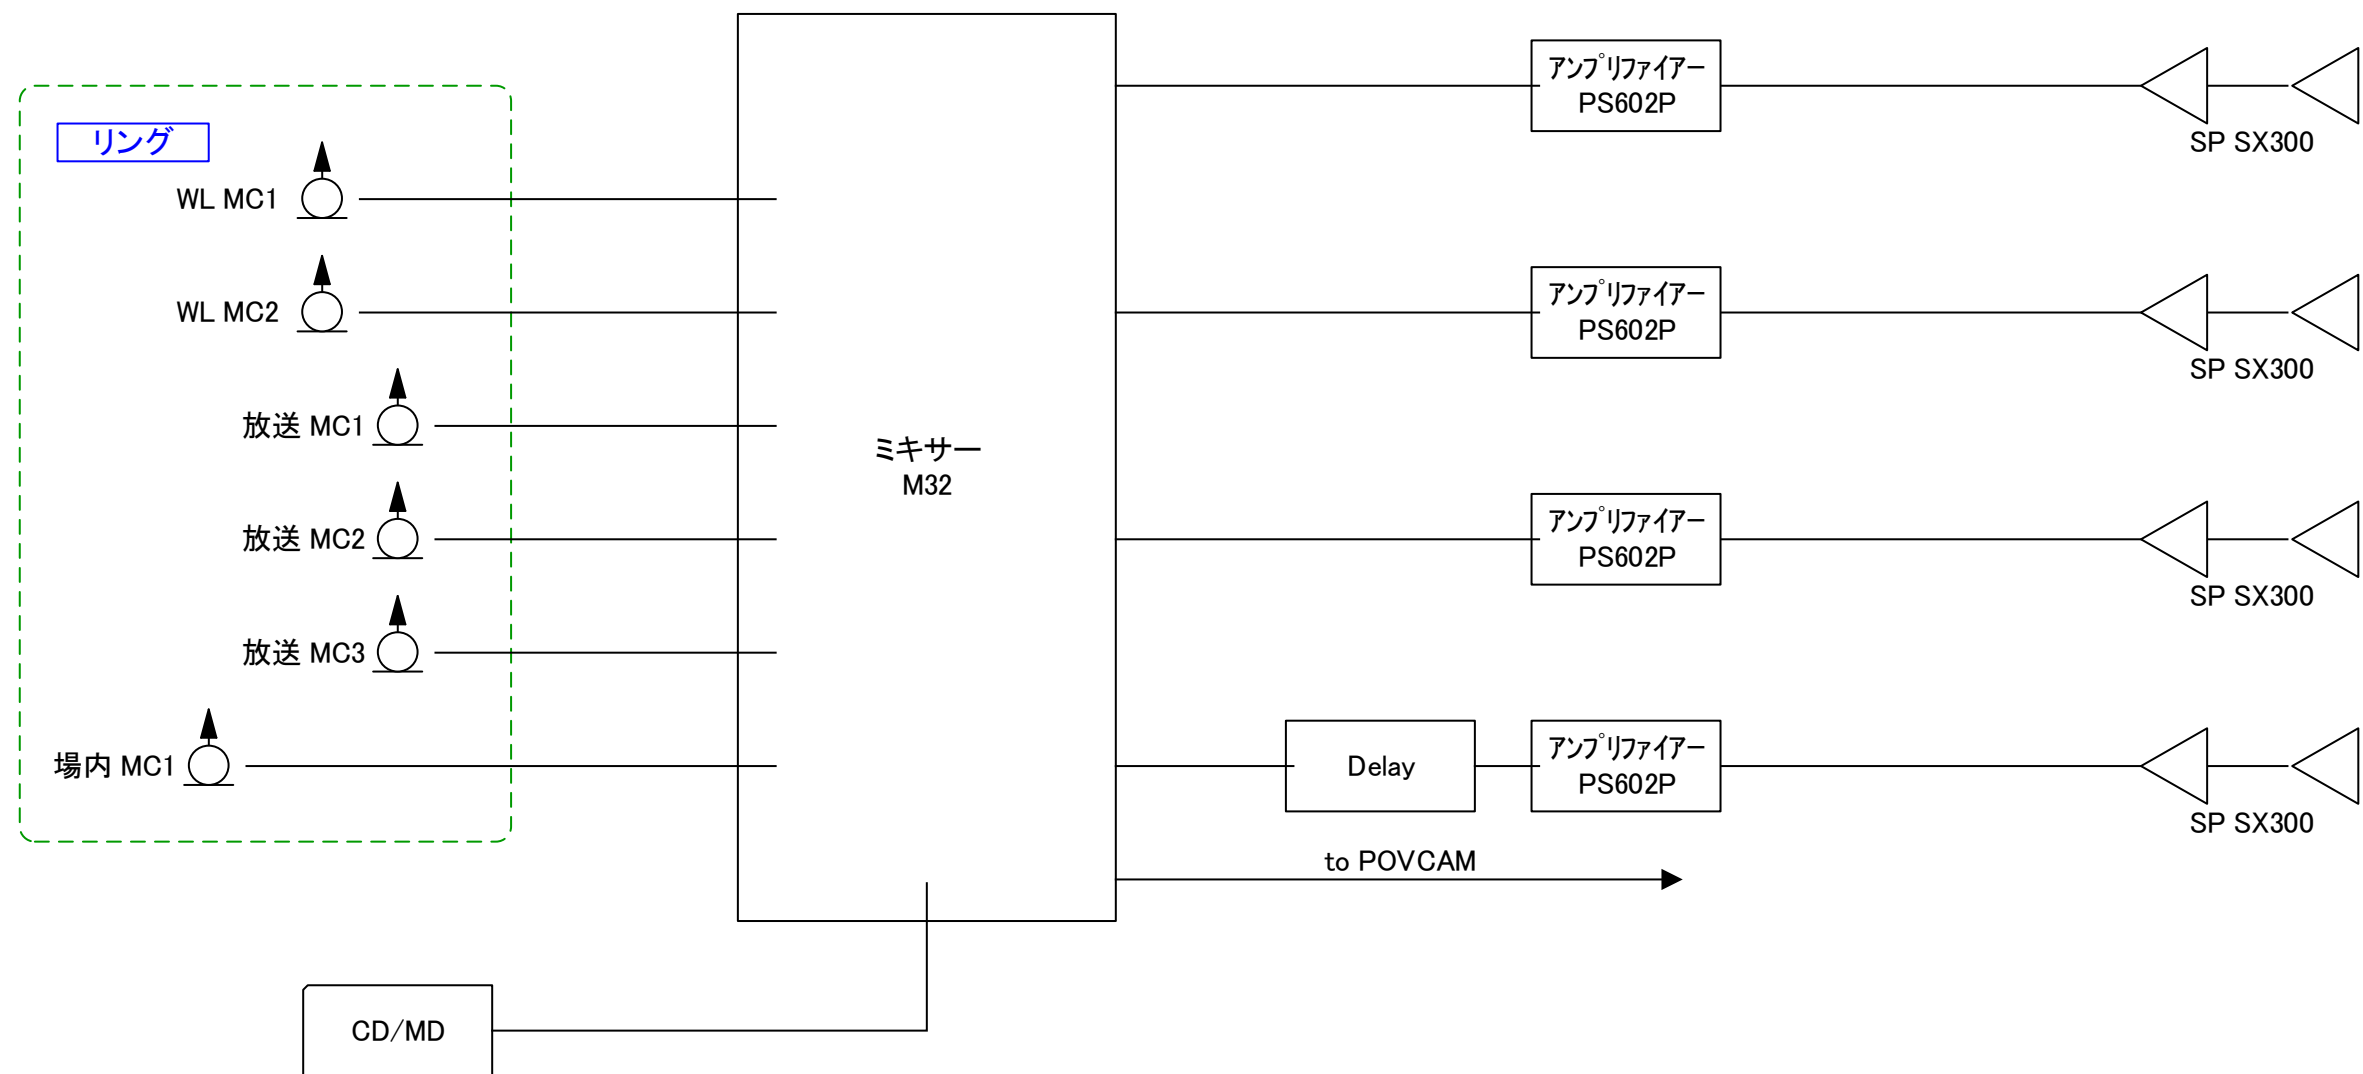 リング
WL MC1
WL MC2
放送 MC1
放送 MC2
放送 MC3
場内 MC1
ミキサー
M32
CD/MD
アンプリファイアー
PS602P
SP SX300
アンプリファイアー
PS602P
SP SX300
アンプリファイアー
PS602P
SP SX300
Delay
アンプリファイアー
PS602P
SP SX300
to POVCAM